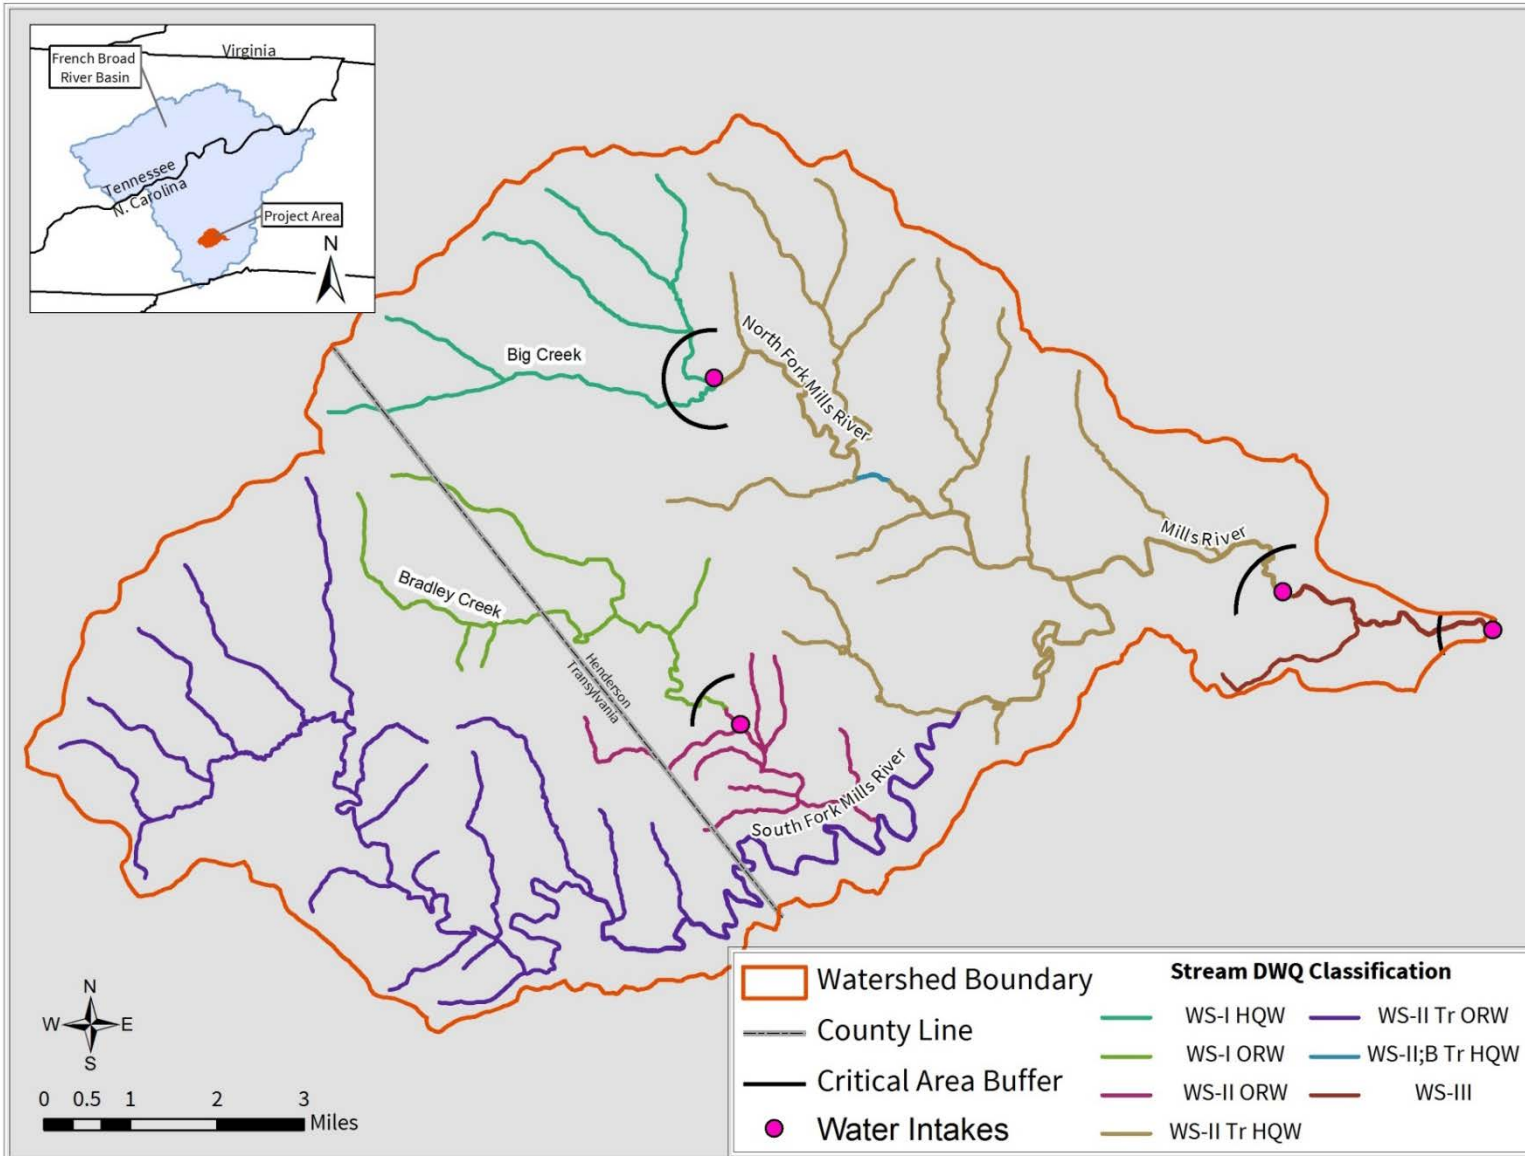 Virginia
French Broad
River Basin
Tennessee
N. Carolina
Project Area
N
Big Creek
North Fork Mills River
Mills River
Bradley Creek
Henderson
Transylvania
South Fork Mills River
N
W E
S
0 0.5 1 2 3
Miles
Watershed Boundary
County Line
Critical Area Buffer
Water Intakes
Stream DWQ Classification
WS-I HQW
WS-I ORW
WS-II ORW
WS-II Tr HQW
WS-II Tr ORW
WS-II;B Tr HQW
WS-III